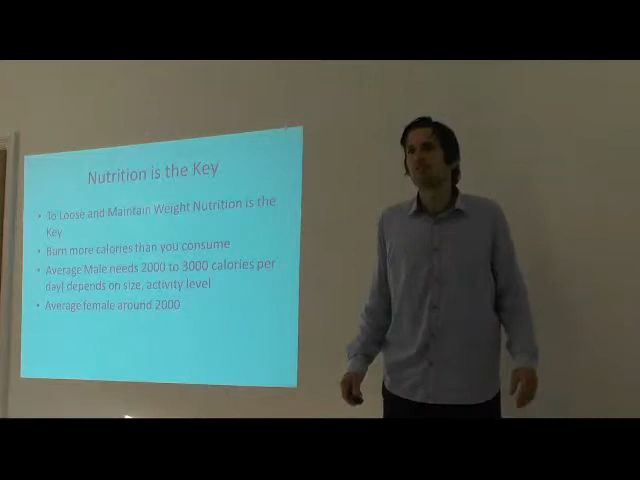 Nutrition is the Key
• To Loose and Maintain Weight Nutrition is the
Key
• Burn more calories than you consume
• Average Male needs 2000 to 3000 calories per
day( depends on size, activity level
• Average female around 2000